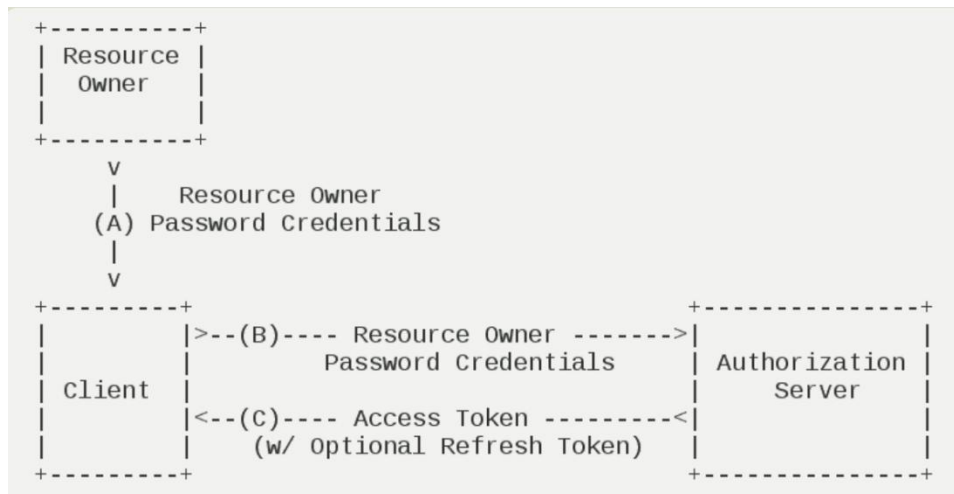 +----------+
| Resource |
|  Owner   |
|          |
+----------+
     v
     |    Resource Owner
    (A) Password Credentials
     |
     v
+---------+                                  +---------------+
|         |>--(B)---- Resource Owner ------->|               |
|         |         Password Credentials     | Authorization |
| Client  |                                  |     Server    |
|         |<--(C)---- Access Token ---------<|               |
|         |    (w/ Optional Refresh Token)   |               |
+---------+                                  +---------------+